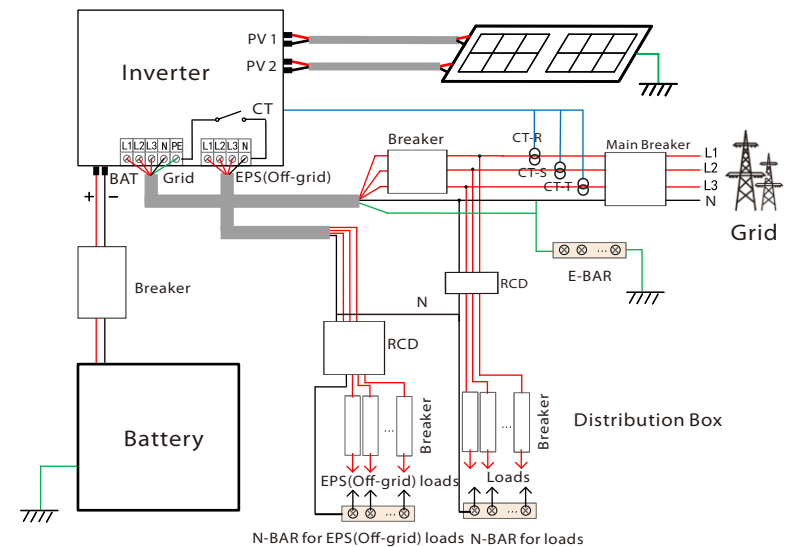 PV 1
Inverter
PV 2
CT
L1 L2 L3 N PE
L1 L2 L3 N
BAT
Grid
EPS(Off-grid)
+
−
Breaker
CT-R
CT-S
CT-T
Main Breaker
L1
L2
L3
N
Grid
...
E-BAR
Breaker
N
RCD
RCD
Battery
...
Breaker
...
Breaker
Distribution Box
EPS(Off-grid) loads
Loads
...
...
N-BAR for EPS(Off-grid) loads
N-BAR for loads